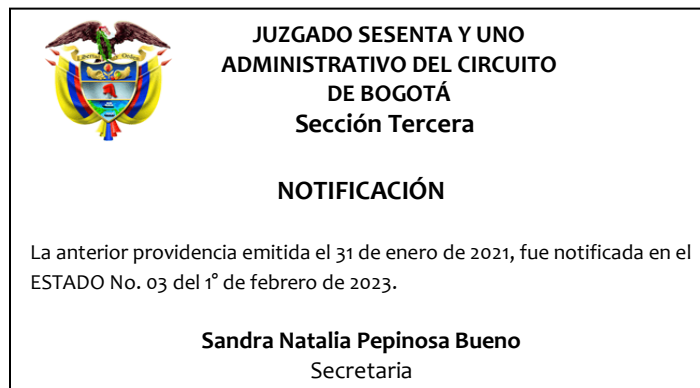 JUZGADO SESENTA Y UNO
ADMINISTRATIVO DEL CIRCUITO
DE BOGOTÁ
Sección Tercera
NOTIFICACIÓN
La anterior providencia emitida el 31 de enero de 2021, fue notificada en el
ESTADO No. 03 del 1° de febrero de 2023.
Sandra Natalia Pepinosa Bueno
Secretaria